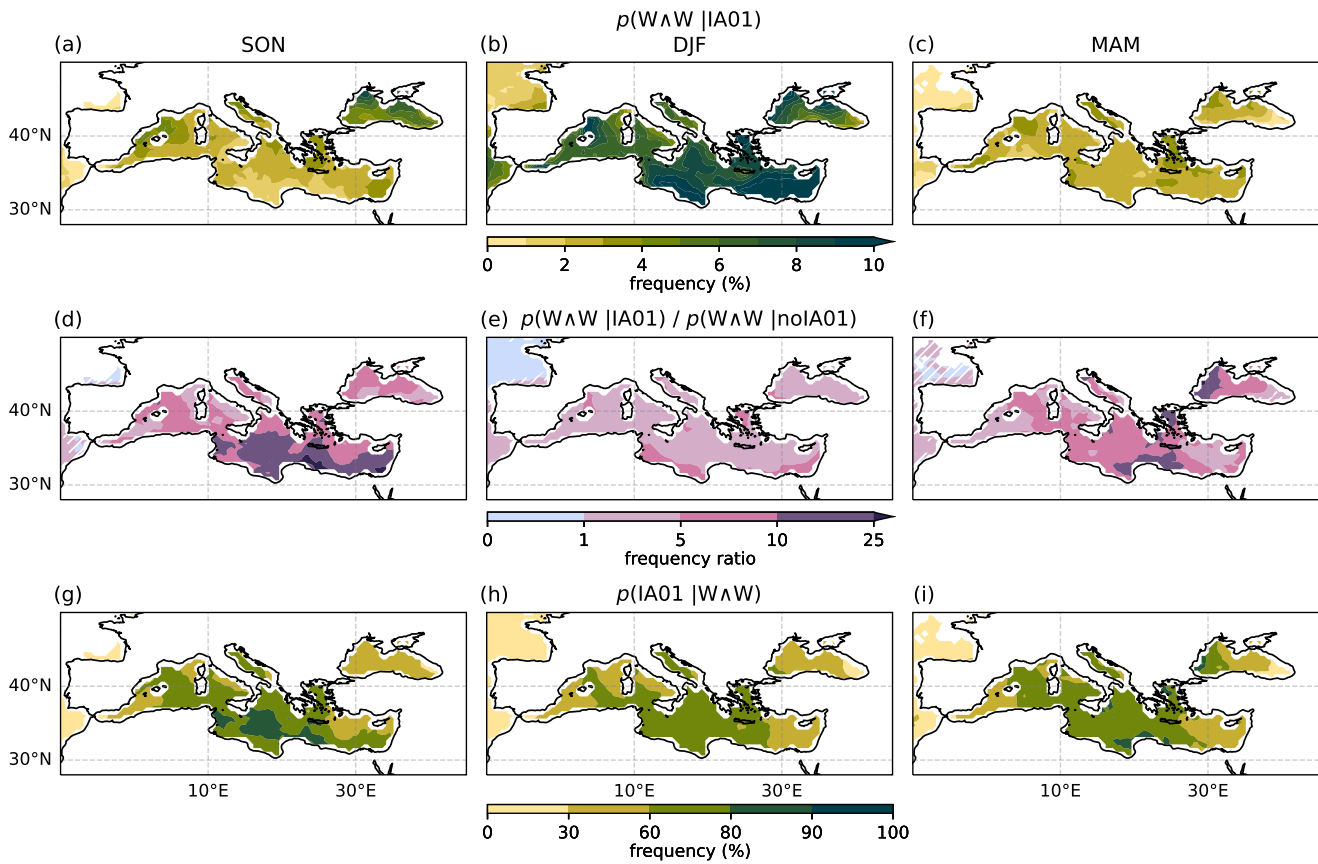 p(W∧W |IA01)
(a) SON (b) DJF (c) MAM
40°N
30°N
0 2 4 6 8 10
frequency (%)
(d) (e) p(W∧W |IA01) / p(W∧W |noIA01) (f)
40°N
30°N
0 1 5 10 25
frequency ratio
(g) (h) p(IA01 |W∧W) (i)
40°N
30°N
10°E 30°E 10°E 30°E 10°E 30°E
0 30 60 80 90 100
frequency (%)